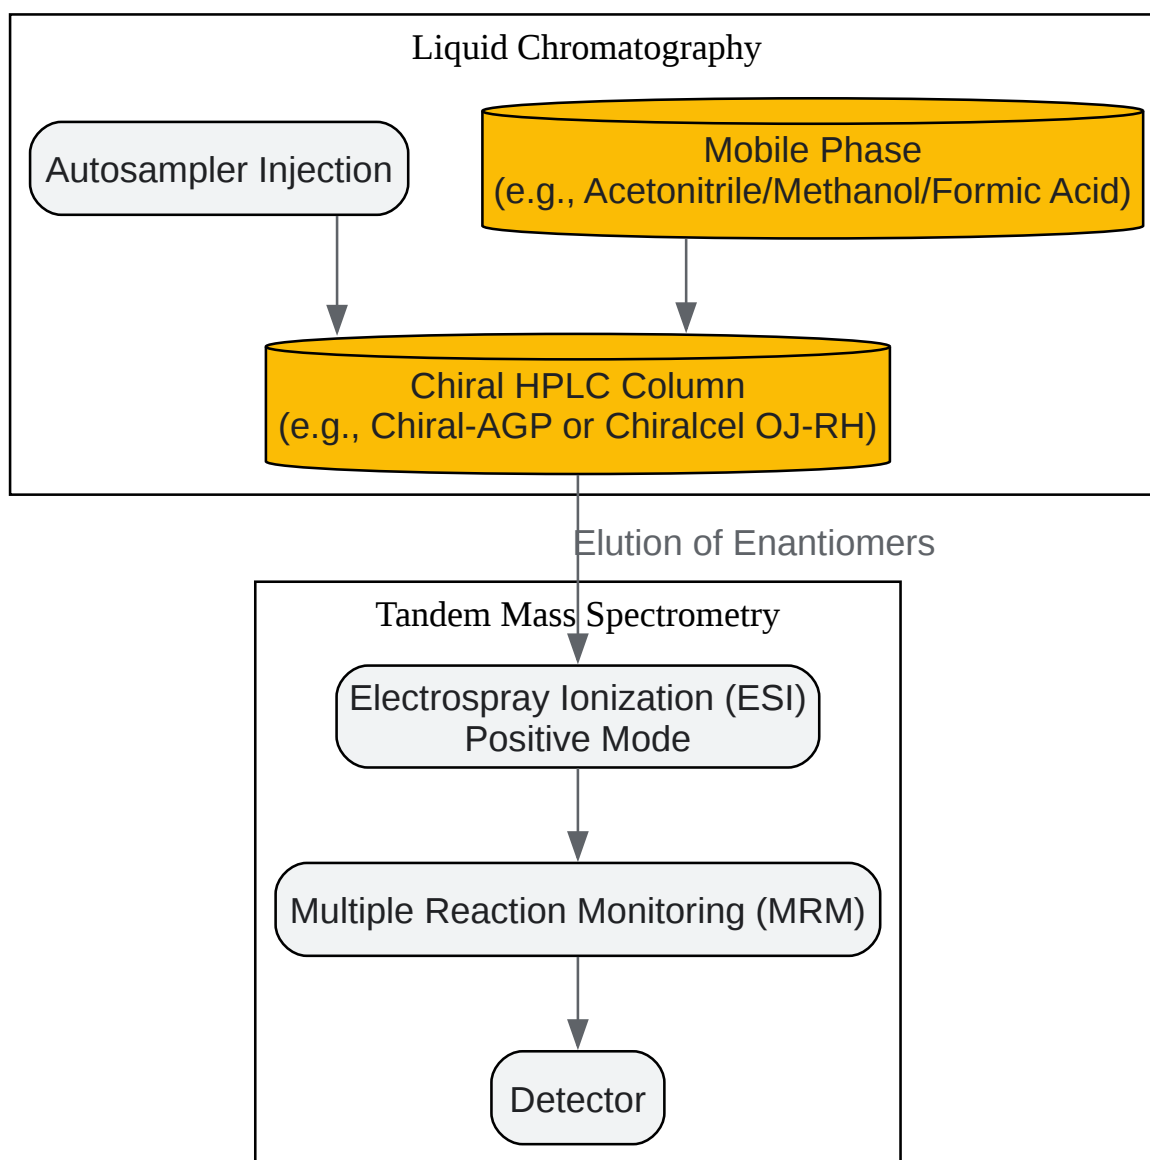 Liquid Chromatography
Autosampler Injection
Mobile Phase
(e.g., Acetonitrile/Methanol/Formic Acid)
Chiral HPLC Column
(e.g., Chiral-AGP or Chiralcel OJ-RH)
Elution of Enantiomers
Tandem Mass Spectrometry
Electrospray Ionization (ESI)
Positive Mode
Multiple Reaction Monitoring (MRM)
Detector